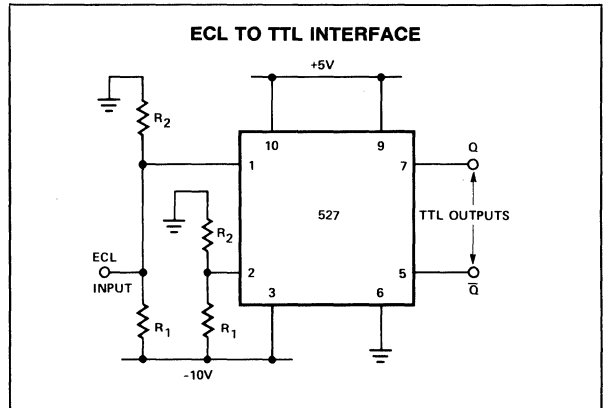 ECL TO TTL INTERFACE
+5V
R2
10
9
Q
1
7
R2
527
TTL OUTPUTS
ECL
INPUT
2
5
Q̅
3
6
R1
R1
-10V